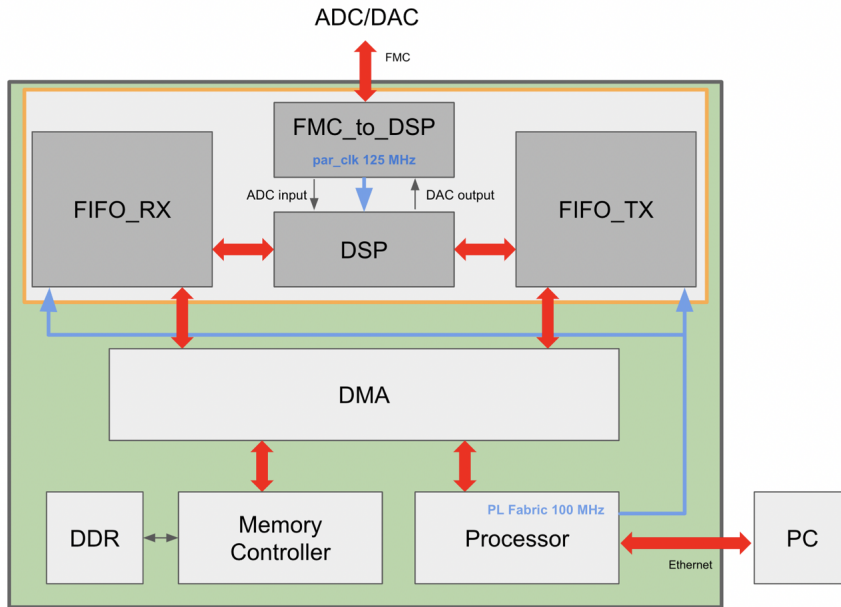 ADC/DAC
FMC
FMC_to_DSP
par_clk 125 MHz
FIFO_RX
ADC input
DAC output
FIFO_TX
DSP
DMA
DDR
Memory
Controller
PL Fabric 100 MHz
Processor
PC
Ethernet